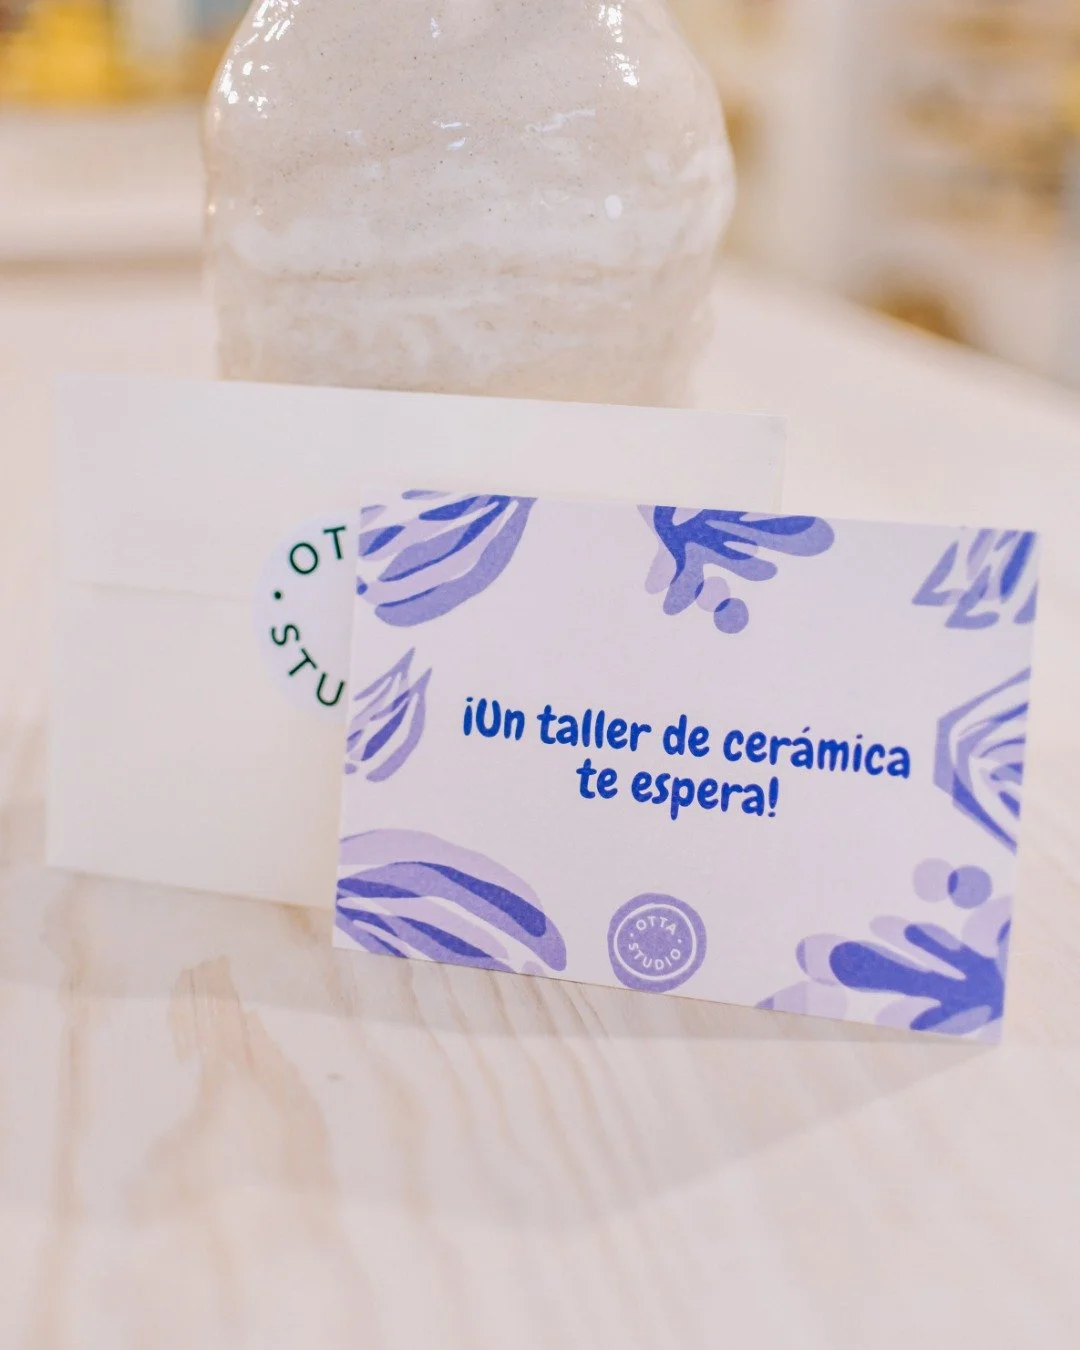 OT
STU
¡Un taller de cerámica
te espera!
OTTA
STUDIO